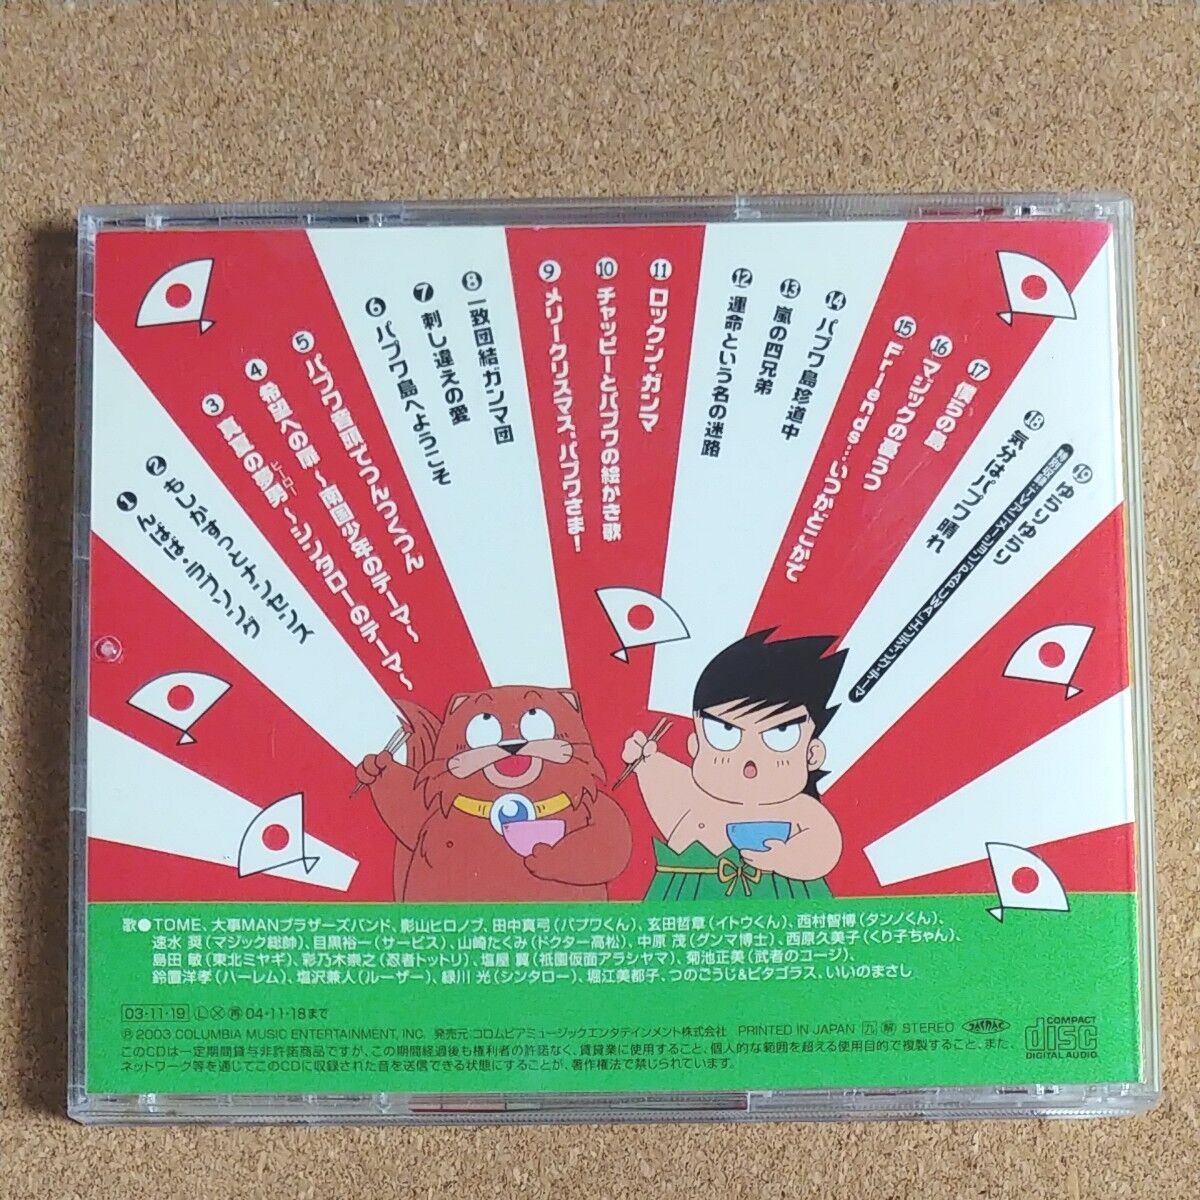 ❶ んばば・ラブソング
❷ もしかすっとナンセンス
③ 真夏の夢男〜シンタローのテーマ〜
ヒーロー
④ 希望への扉〜南国少年のテーマ〜
⑤ パプワ音頭でつんつくつん
❻ パプワ島へようこそ
❼ 刺し違えの愛
❽ 一致団結ガンマ団
⑨ メリークリスマス、パプワさま!
⑩ チャッピーとパプワの絵かき歌
⑪ ロックン・ガンマ
⓬ 運命という名の迷路
⓭ 嵐の四兄弟
⓮ パプワ島珍道中
⑮ Friends…いつかどこかで
⑯ マジックの嘆うつ
⑰ 僕らの島
⓲ 気分はパプワ晴れ
⑲ ゆらりゆらり
歌●TOME、大事MANブラザーズバンド、影山ヒロノブ、田中真弓(パプワくん)、玄田哲章(イトウくん)、西村智博(タンノくん)、
速水 奨(マジック総帥)、目黒裕一(サービス)、山崎たくみ(ドクター高松)、中原 茂(グンマ博士)、西原久美子(くり子ちゃん)、
島田 敏(東北ミヤギ)、彩乃木崇之(忍者トットリ)、塩屋 翼(祇園仮面アラシヤマ)、菊池正美(武者のコージ)、
鈴置洋孝(ハーレム)、塩沢兼人(ルーザー)、緑川 光(シンタロー)、堀江美都子、つのごうじ&ピタゴラス、いいのまさし
03・11・19 Ⓛ Ⓧ ㊢ 04・11・18まで
Ⓟ 2003 COLUMBIA MUSIC ENTERTAINMENT, INC. 発売元:コロムビアミュージックエンタテインメント株式会社 PRINTED IN JAPAN 九 解 STEREO JASRAC
このCDは一定期間貸与非許諾商品ですが、この期間経過後も権利者の許諾なく、賃貸業に使用すること、個人的な範囲を超える使用目的で複製すること、また、
ネットワーク等を通じてこのCDに収録された音を送信できる状態にすることが、著作権法で禁じられています。
COMPACT
disc
DIGITAL AUDIO